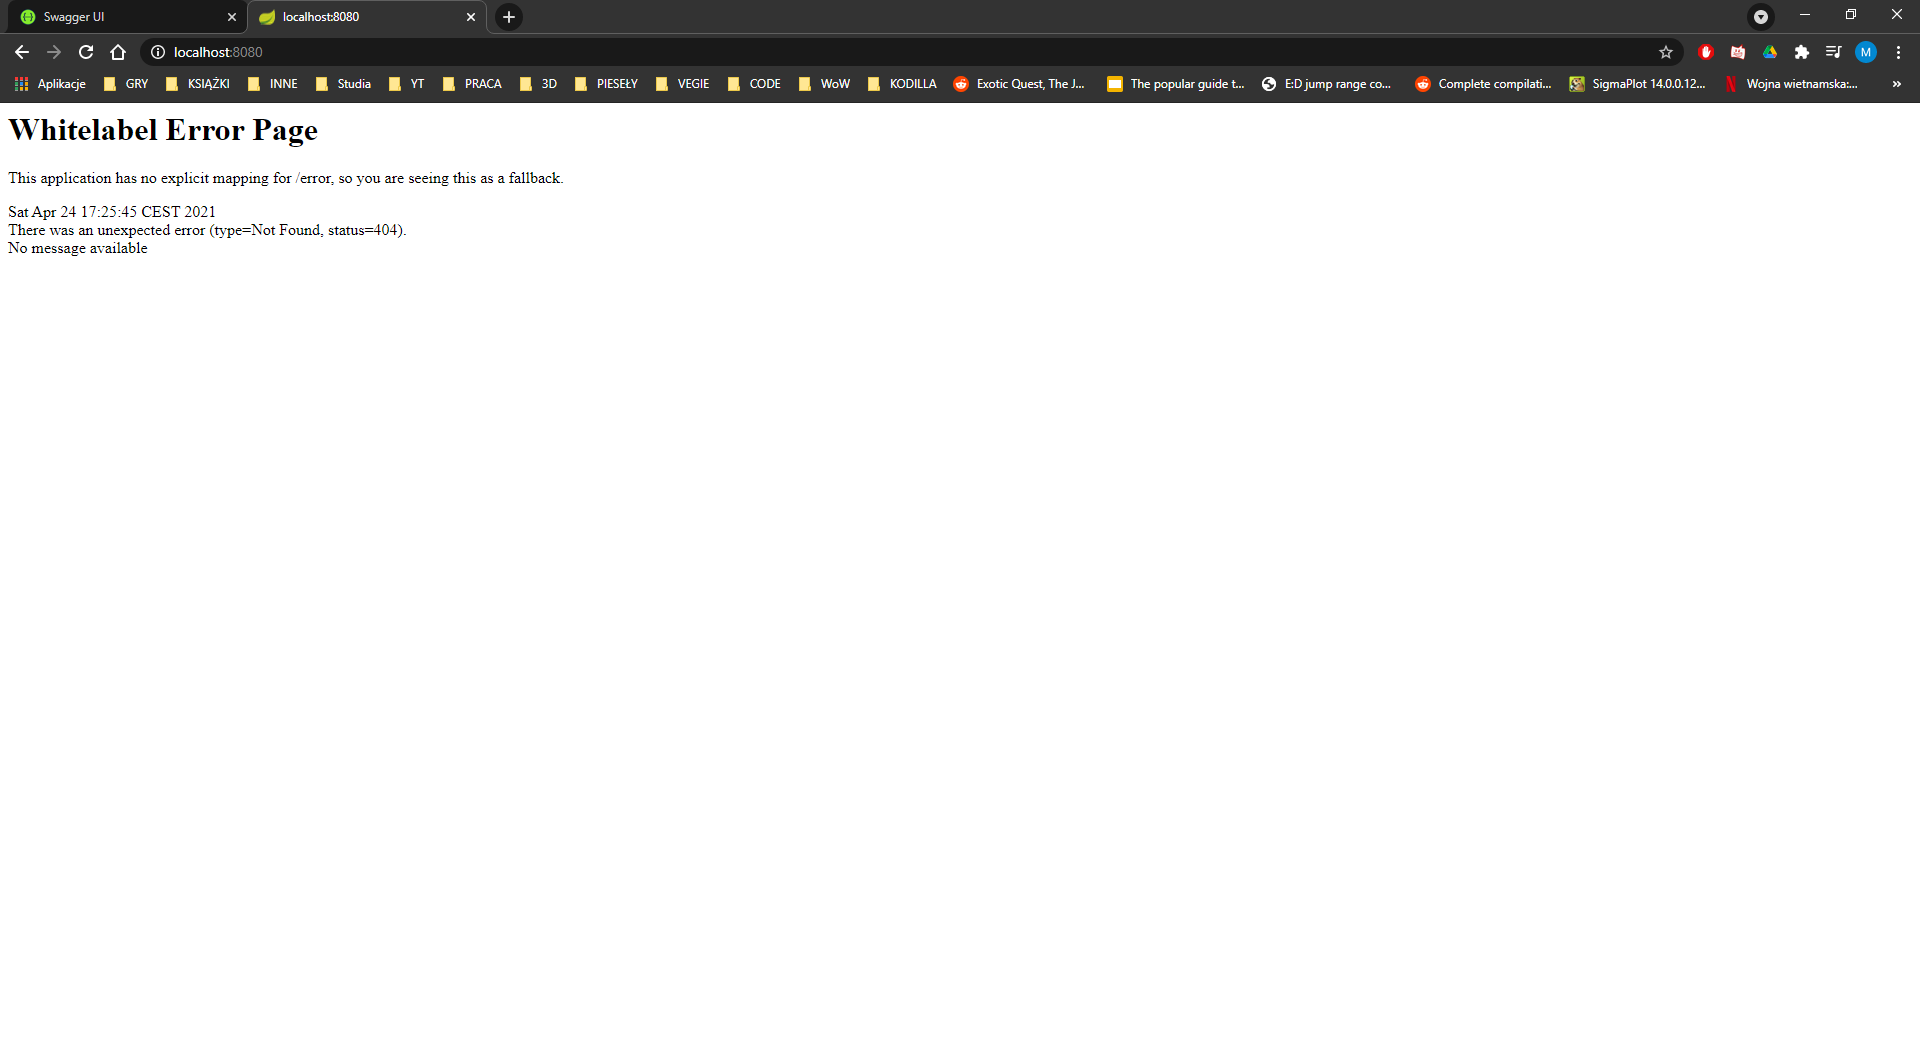 Swagger UI
localhost:8080
localhost:8080
M
Aplikacje GRY KSIĄŻKI INNE Studia YT PRACA 3D PIESEŁY VEGIE CODE WoW KODILLA Exotic Quest, The J... The popular guide t... E:D jump range co... Complete compilati... SigmaPlot 14.0.0.12... Wojna wietnamska:... »
Whitelabel Error Page
This application has no explicit mapping for /error, so you are seeing this as a fallback.
Sat Apr 24 17:25:45 CEST 2021
There was an unexpected error (type=Not Found, status=404).
No message available